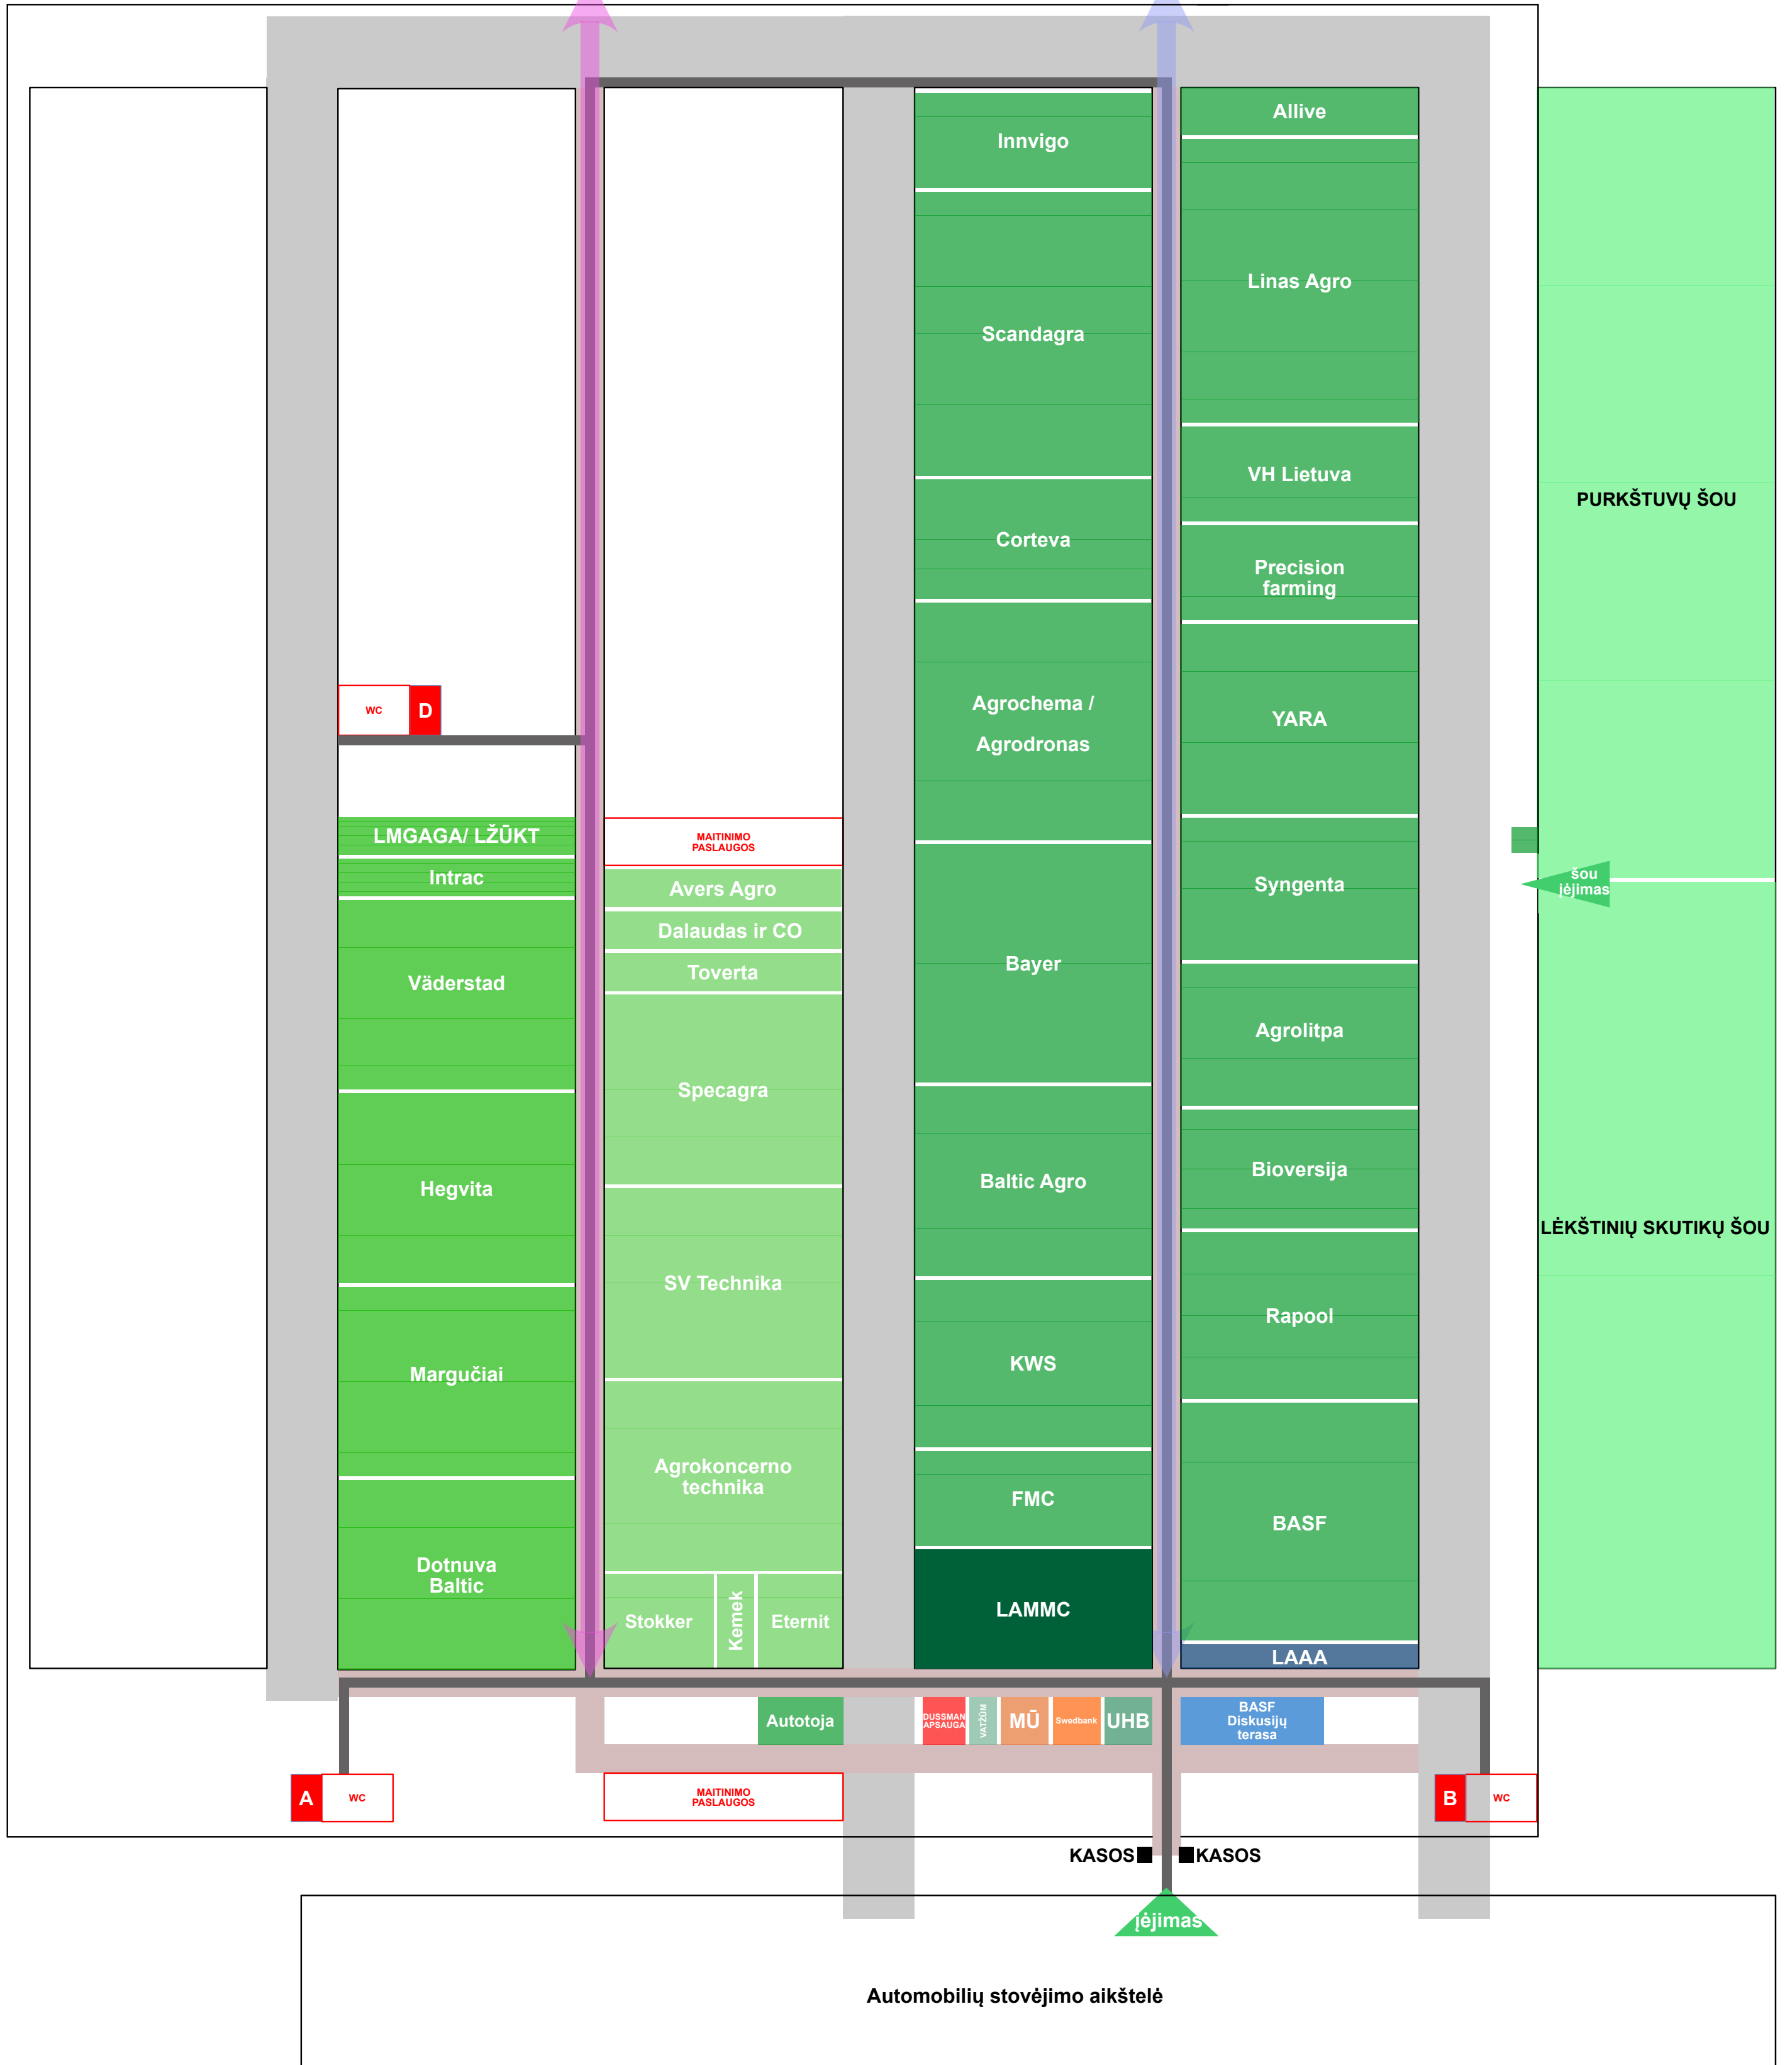 Innvigo
Scandagra
Corteva
Agrochema /
Agrodronas
Bayer
Baltic Agro
KWS
FMC
LAMMC
Allive
Linas Agro
VH Lietuva
Precision
farming
YARA
Syngenta
Agrolitpa
Bioversija
Rapool
BASF
LAAA
PURKŠTUVŲ ŠOU
šou
įėjimas
LĖKŠTINIŲ SKUTIKŲ ŠOU
WC
D
LMGAGA/ LŽŪKT
Intrac
Väderstad
Hegvita
Margučiai
Dotnuva
Baltic
MAITINIMO
PASLAUGOS
Avers Agro
Dalaudas ir CO
Toverta
Specagra
SV Technika
Agrokoncerno
technika
Stokker
Kemek
Eternit
Autotoja
DUSSMAN
APSAUGA
VATŽŪM
MŪ
Swedbank
UHB
BASF
Diskusijų
terasa
A
WC
MAITINIMO
PASLAUGOS
B
WC
KASOS
KASOS
įėjimas
Automobilių stovėjimo aikštelė